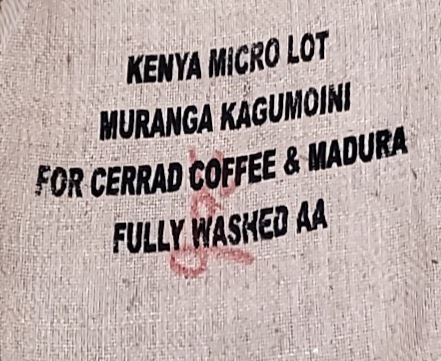 KENYA MICRO LOT
MURANGA KAGUMOINI
FOR CERRAD COFFEE & MADURA
FULLY WASHED AA